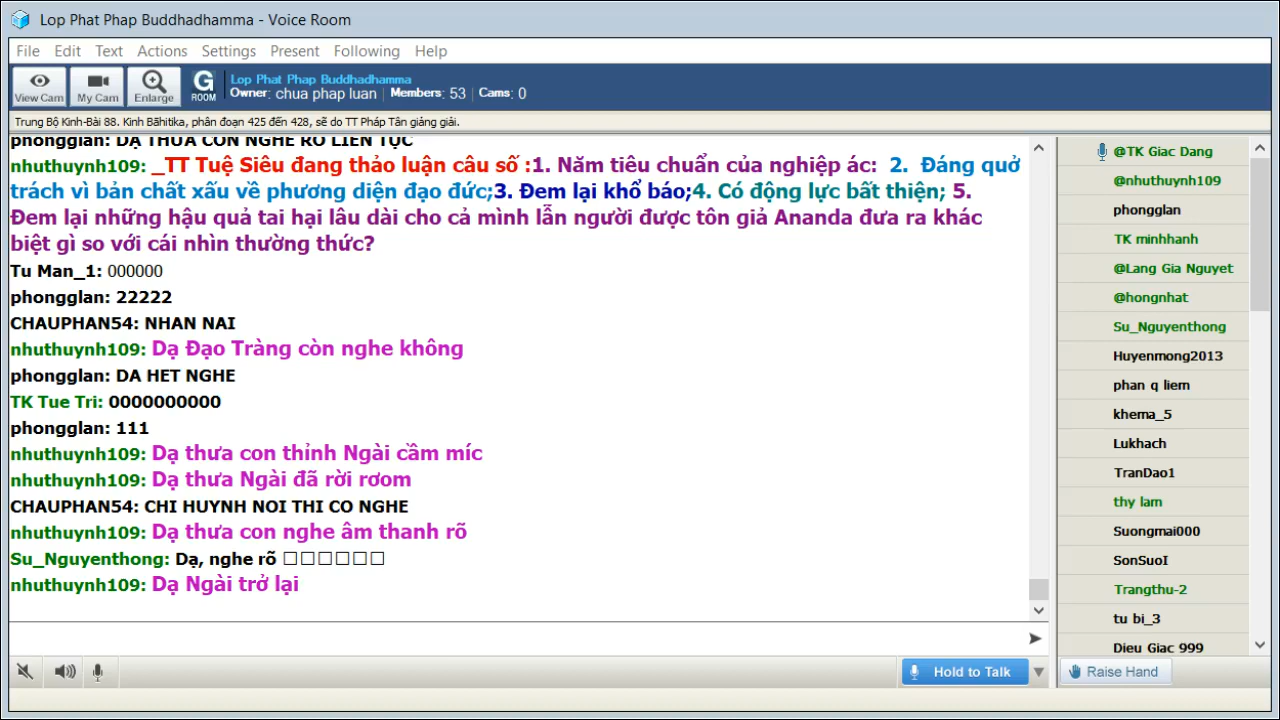 Lop Phat Phap Buddhadhamma - Voice Room
File Edit Text Actions Settings Present Following Help
View Cam My Cam Enlarge G ROOM
Lop Phat Phap Buddhadhamma
Owner: chua phap luan | Members: 53 | Cams: 0
Trung Bộ Kinh-Bài 88. Kinh Bāhitika, phân đoạn 425 đến 428, sẽ do TT Pháp Tân giảng giải.
phongglan: DẠ THƯA CON NGHE RÕ LIÊN TỤC
nhuthuynh109: _TT Tuệ Siêu đang thảo luận câu số :1. Năm tiêu chuẩn của nghiệp ác: 2. Đáng quở
trách vì bản chất xấu về phương diện đạo đức;3. Đem lại khổ báo;4. Có động lực bất thiện; 5.
Đem lại những hậu quả tai hại lâu dài cho cả mình lẫn người được tôn giả Ananda đưa ra khác
biệt gì so với cái nhìn thường thức?
Tu Man_1: 000000
phongglan: 22222
CHAUPHAN54: NHAN NAI
nhuthuynh109: Dạ Đạo Tràng còn nghe không
phongglan: DA HET NGHE
TK Tue Tri: 0000000000
phongglan: 111
nhuthuynh109: Dạ thưa con thỉnh Ngài cầm míc
nhuthuynh109: Dạ thưa Ngài đã rời rơom
CHAUPHAN54: CHI HUYNH NOI THI CO NGHE
nhuthuynh109: Dạ thưa con nghe âm thanh rõ
Su_Nguyenthong: Dạ, nghe rõ □□□□□□
nhuthuynh109: Dạ Ngài trở lại
@TK Giac Dang
@nhuthuynh109
phongglan
TK minhhanh
@Lang Gia Nguyet
@hongnhat
Su_Nguyenthong
Huyenmong2013
phan q liem
khema_5
Lukhach
TranDao1
thy lam
Suongmai000
SonSuoI
Trangthu-2
tu bi_3
Dieu Giac 999
Hold to Talk
Raise Hand